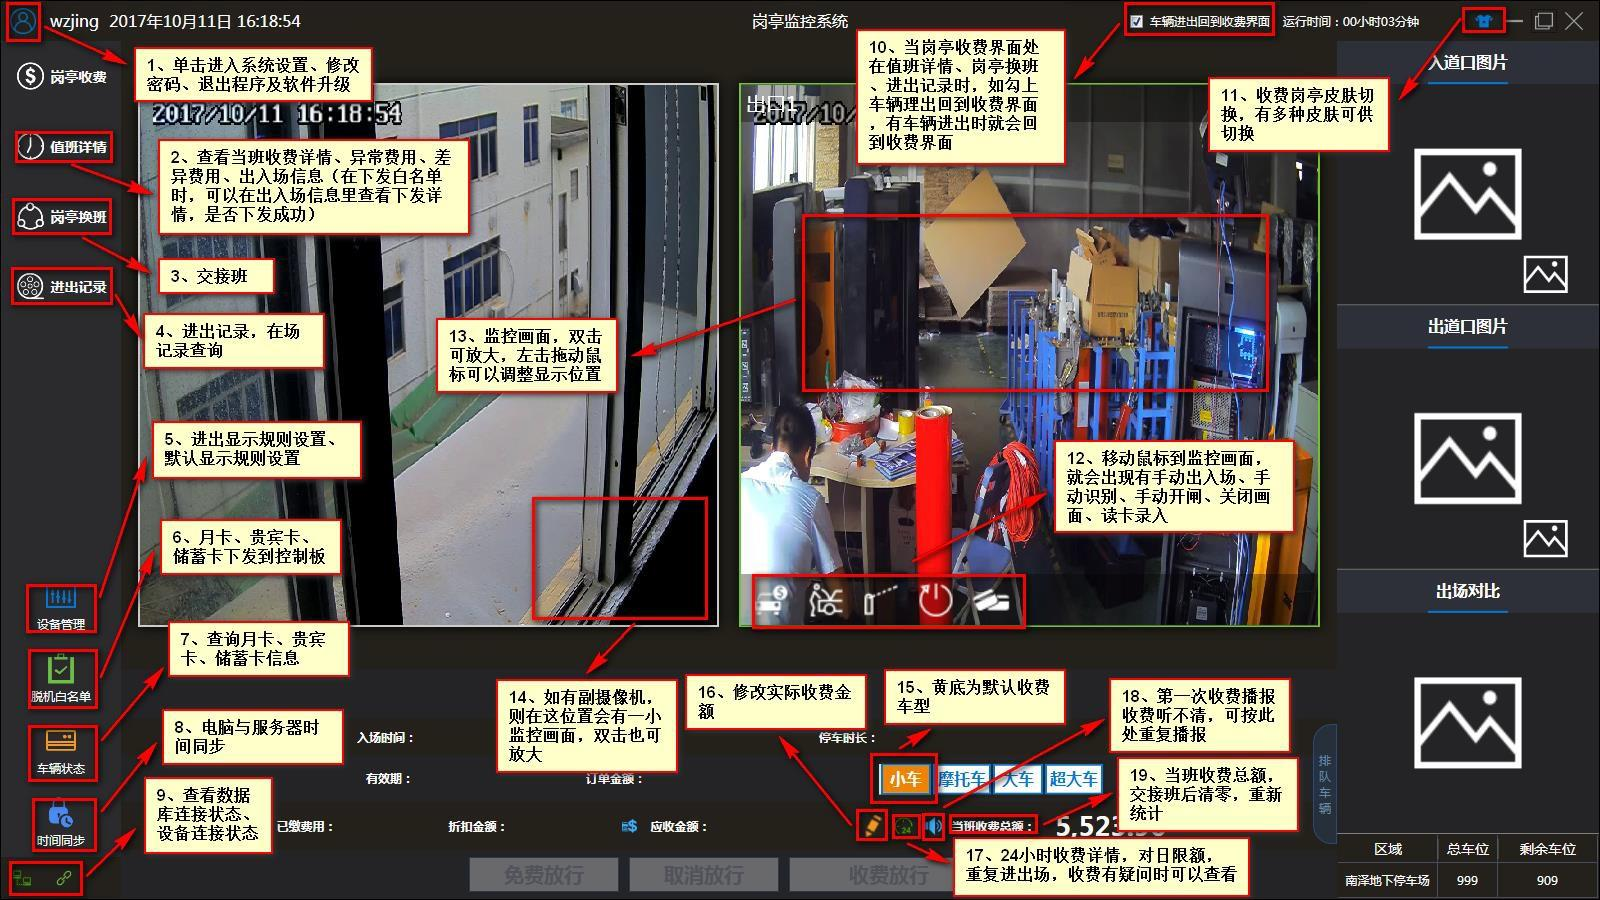 wzjing 2017年10月11日 16:18:54
岗亭监控系统
车辆进出回到收费界面
运行时间：00小时03分钟
岗亭收费
值班详情
岗亭换班
进出记录
设备管理
脱机白名单
车辆状态
时间同步
1、单击进入系统设置、修改
密码、退出程序及软件升级
2017/10/11 16:18:54
2、查看当班收费详情、异常费用、差
异费用、出入场信息（在下发白名单
时，可以在出入场信息里查看下发详
情，是否下发成功）
3、交接班
4、进出记录，在场
记录查询
5、进出显示规则设置、
默认显示规则设置
6、月卡、贵宾卡、
储蓄卡下发到控制板
7、查询月卡、贵宾
卡、储蓄卡信息
8、电脑与服务器时
间同步
9、查看数据
库连接状态、
设备连接状态
出口1
2017/10/
10、当岗亭收费界面处
在值班详情、岗亭换班
、进出记录时，如勾上
车辆理出回到收费界面
，有车辆进出时就会回
到收费界面
11、收费岗亭皮肤切
换，有多种皮肤可供
切换
13、监控画面，双击
可放大，左击拖动鼠
标可以调整显示位置
12、移动鼠标到监控画面，
就会出现有手动出入场、手
动识别、手动开闸、关闭画
面、读卡录入
14、如有副摄像机，
则在这位置会有一小
监控画面，双击也可
放大
16、修改实际收费金
额
15、黄底为默认收费
车型
18、第一次收费播报
收费听不清，可按此
处重复播报
19、当班收费总额，
交接班后清零，重新
统计
17、24小时收费详情，对日限额，
重复进出场，收费有疑问时可以查看
入场时间：
停车时长：
有效期：
订单金额：
小车
摩托车
大车
超大车
已缴费用：
折扣金额：
应收金额：
24
当班收费总额：
5,523.50
免费放行
取消放行
收费放行
排队车辆
入道口图片
出道口图片
出场对比
区域 总车位 剩余车位
南泽地下停车场 999 909